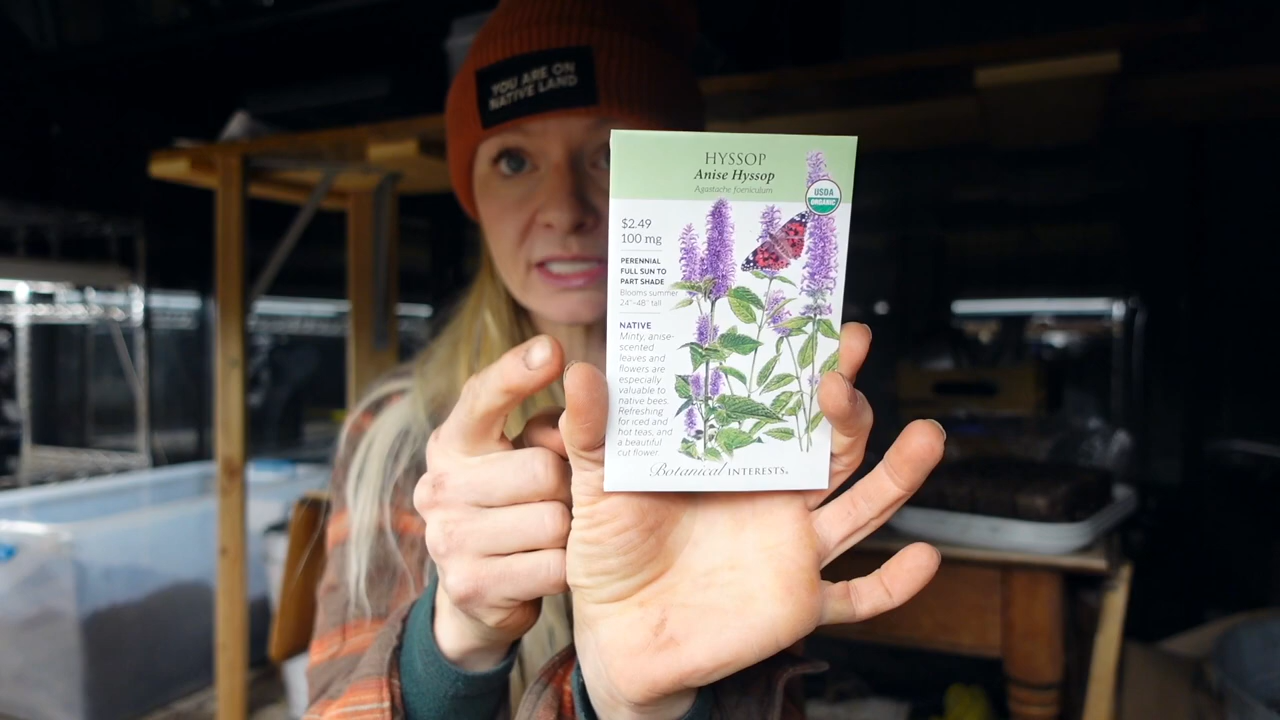 YOU ARE ON
NATIVE LAND
HYSSOP
Anise Hyssop
Agastache foeniculum
USDA
ORGANIC
$2.49
100 mg
PERENNIAL
FULL SUN TO
PART SHADE
Blooms summer
24"-48" tall
NATIVE
Minty, anise-
scented
leaves and
flowers are
especially
valuable to
native bees.
Refreshing
for iced and
hot teas, and
a beautiful
cut flower.
Botanical INTERESTS®